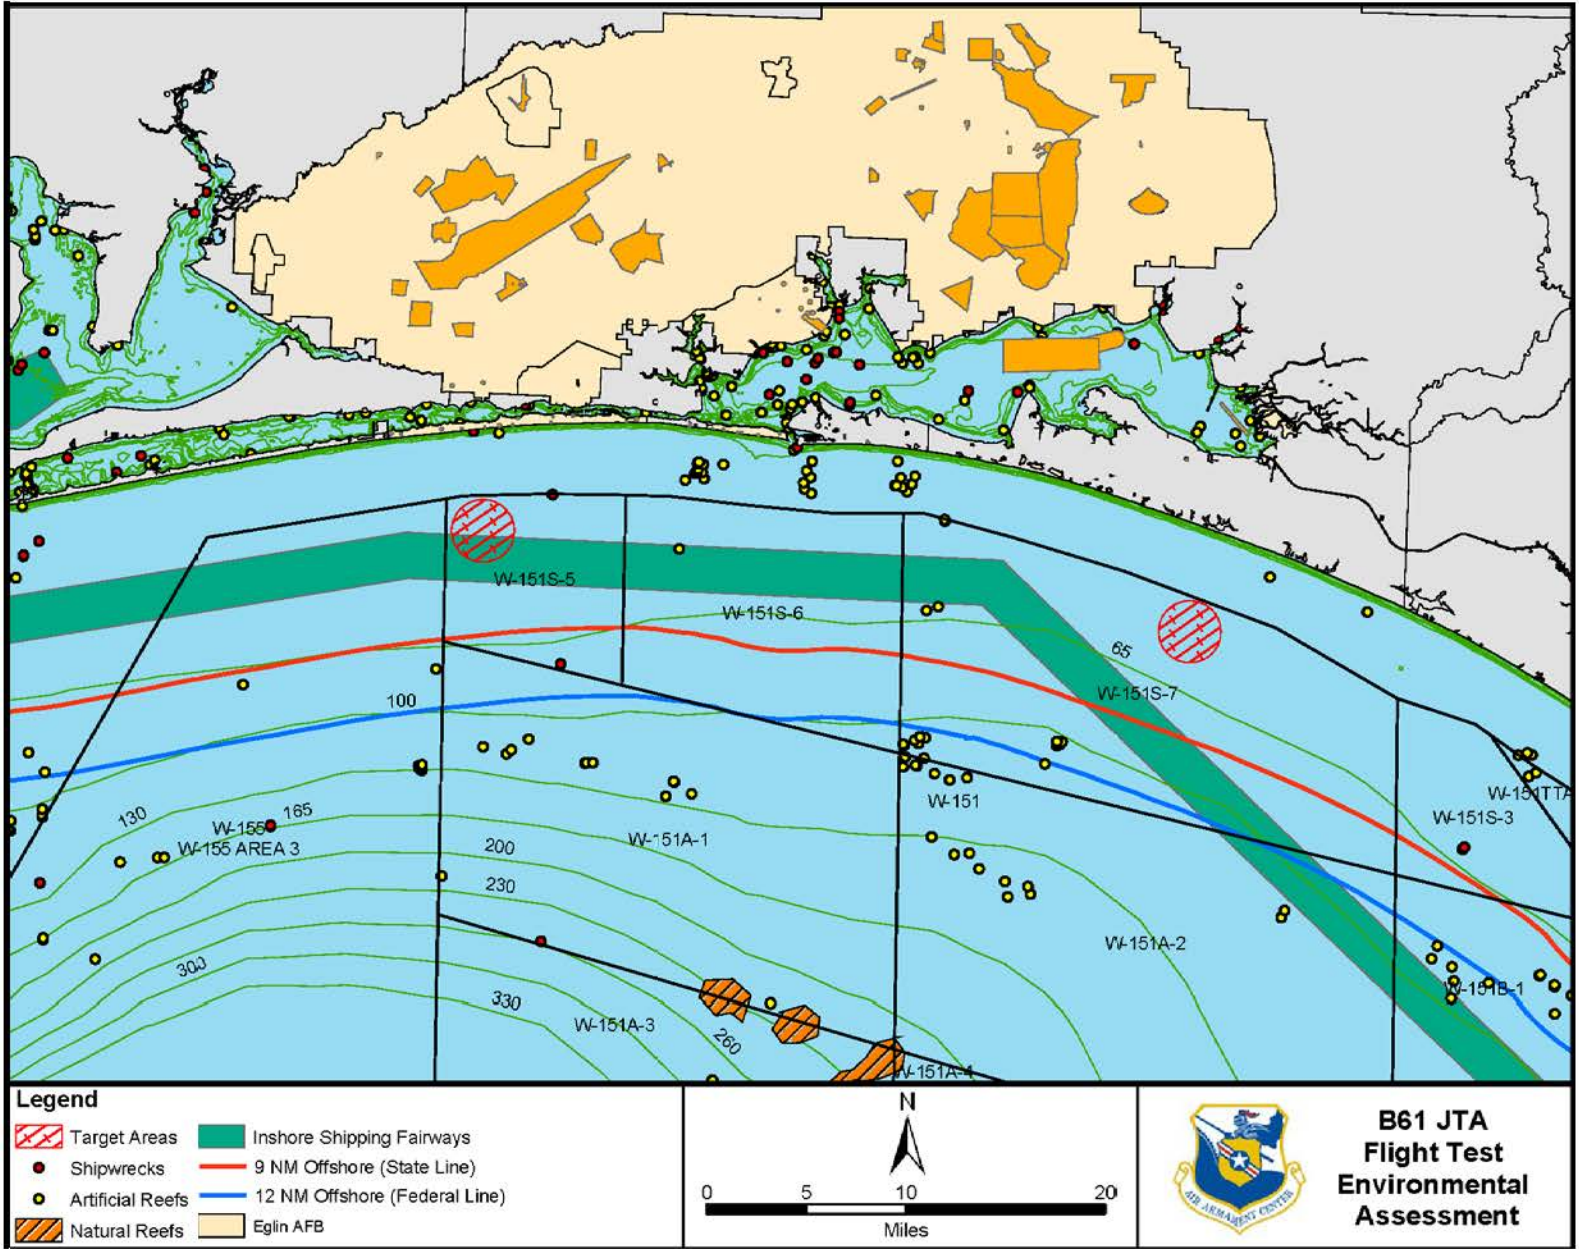 W-151S-5
W-151S-6
65
W-151S-7
100
W-151TTA
130
W-155
165
W-151
W-151S-3
W-155 AREA 3
W-151A-1
200
230
W-151A-2
300
330
W-151B-1
W-151A-3
260
W-151A-4
Legend
Target Areas
Inshore Shipping Fairways
Shipwrecks
9 NM Offshore (State Line)
Artificial Reefs
12 NM Offshore (Federal Line)
Natural Reefs
Eglin AFB
N
0 5 10 20
Miles
AIR ARMAMENT CENTER
B61 JTA
Flight Test
Environmental
Assessment